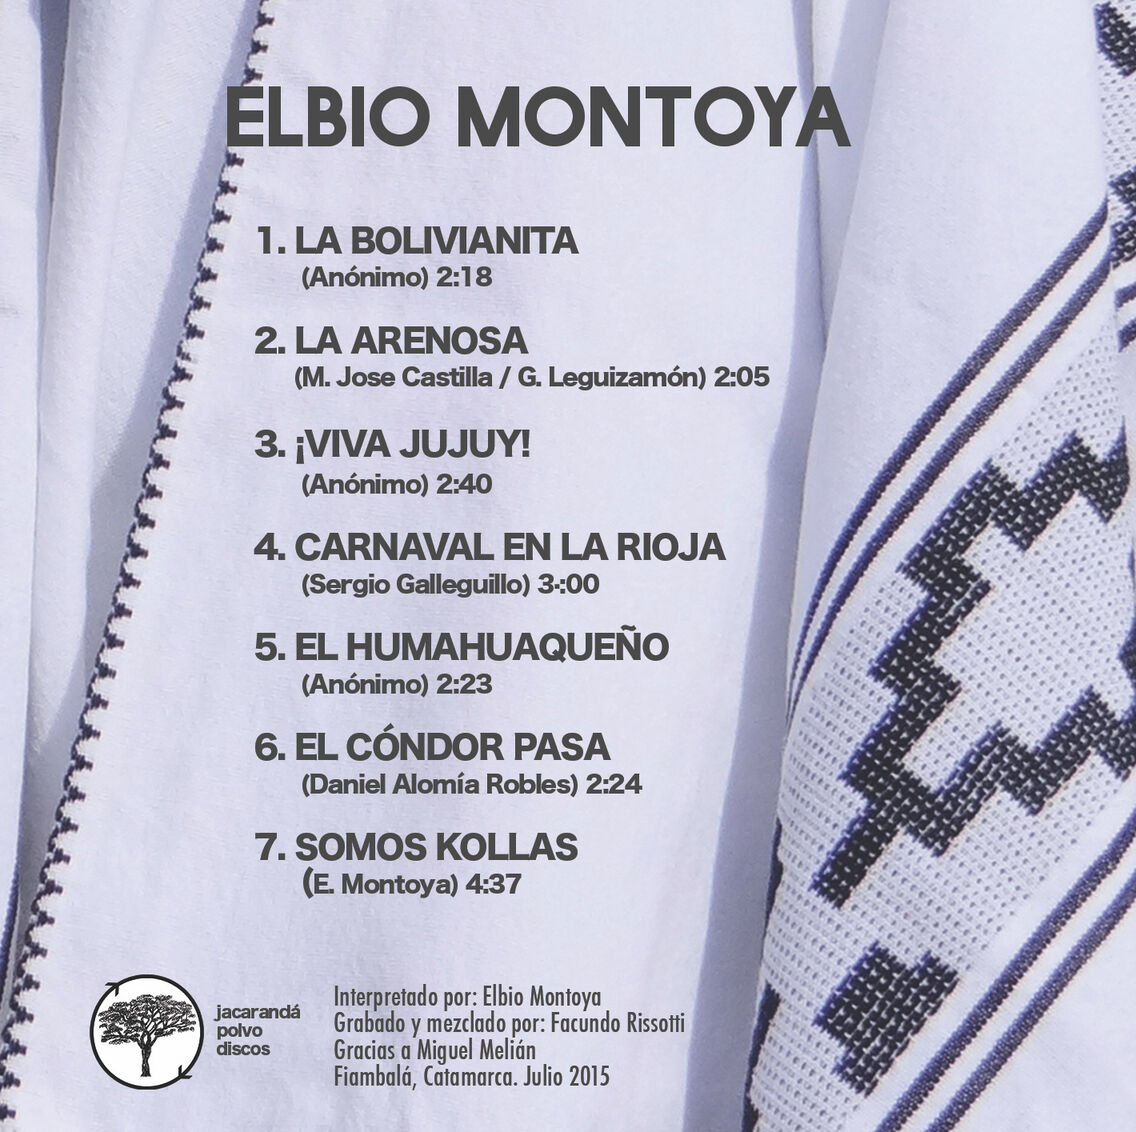 ELBIO MONTOYA
1. LA BOLIVIANITA
(Anónimo) 2:18
2. LA ARENOSA
(M. Jose Castilla / G. Leguizamón) 2:05
3. ¡VIVA JUJUY!
(Anónimo) 2:40
4. CARNAVAL EN LA RIOJA
(Sergio Galleguillo) 3·:00
5. EL HUMAHUAQUEÑO
(Anónimo) 2:23
6. EL CÓNDOR PASA
(Daniel Alomía Robles) 2:24
7. SOMOS KOLLAS
(E. Montoya) 4:37
jacarandá
polvo
discos
Interpretado por: Elbio Montoya
Grabado y mezclado por: Facundo Rissotti
Gracias a Miguel Melián
Fiambalá, Catamarca. Julio 2015